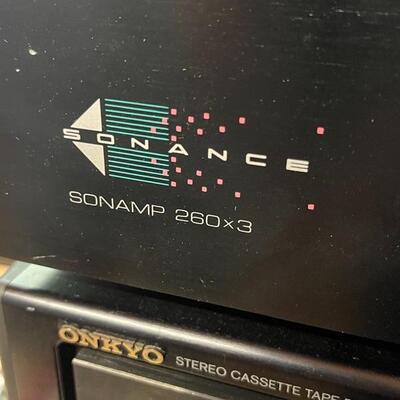 SONANCE
SONAMP 260x3
ONKYO STEREO CASSETTE TAPE